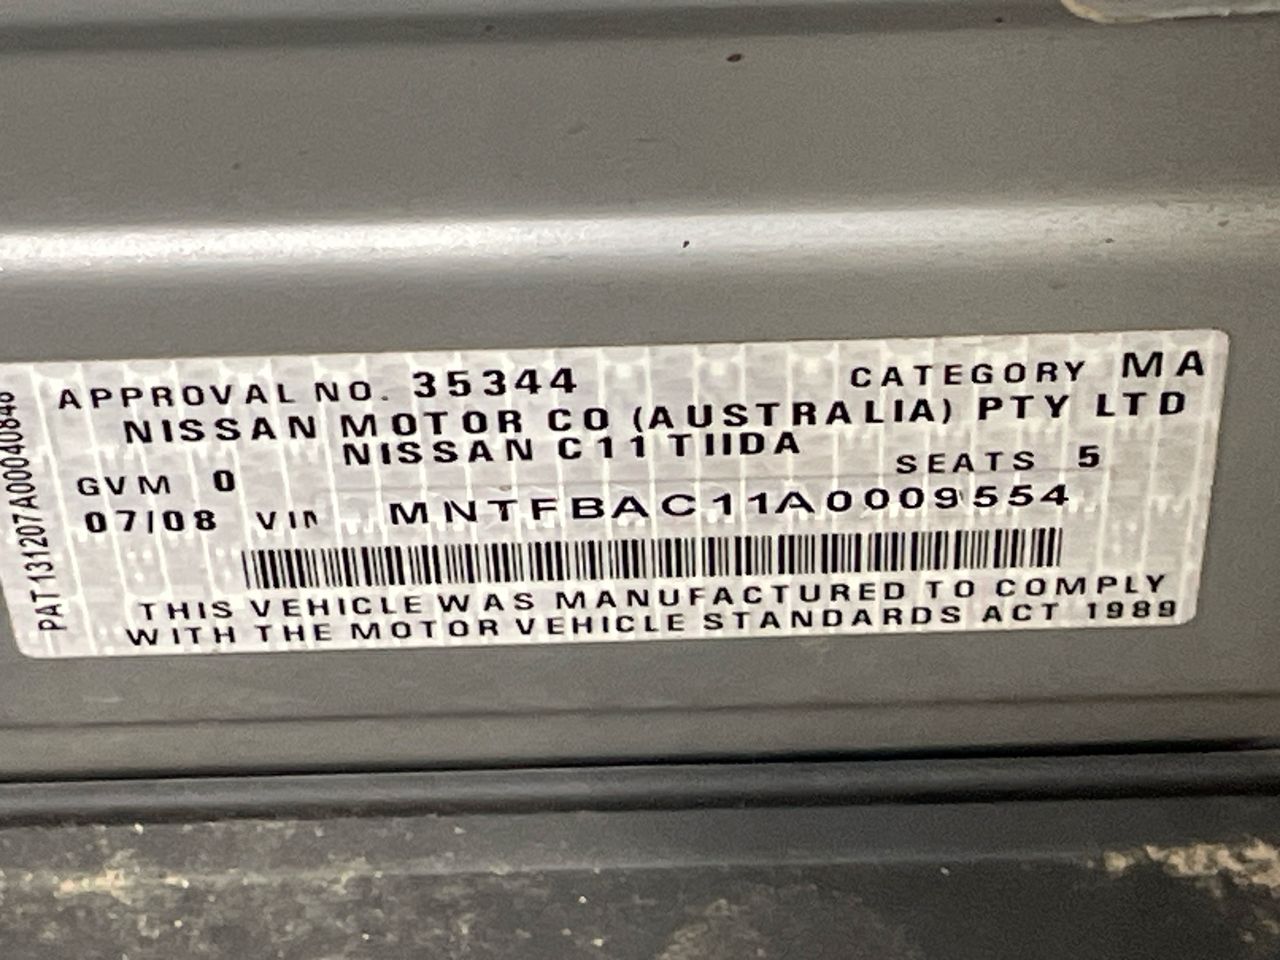 APPROVAL NO. 35344 CATEGORY MA
NISSAN MOTOR CO (AUSTRALIA) PTY LTD
NISSAN C11 TIIDA
GVM 0 SEATS 5
07/08 VIN MNTFBAC11A0009554
THIS VEHICLE WAS MANUFACTURED TO COMPLY
WITH THE MOTOR VEHICLE STANDARDS ACT 1989
PAT131207A00040846